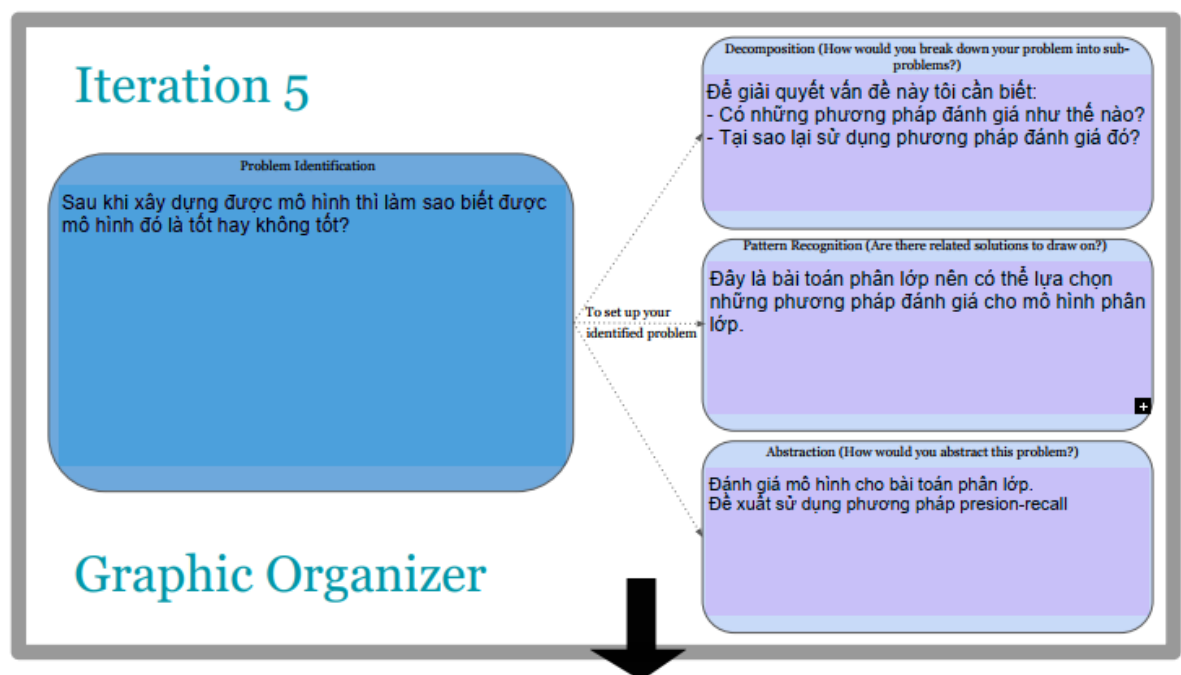 Iteration 5
Problem Identification
Sau khi xây dựng được mô hình thì làm sao biết được
mô hình đó là tốt hay không tốt?
Graphic Organizer
To set up your
identified problem
Decomposition (How would you break down your problem into sub-
problems?)
Để giải quyết vấn đề này tôi cần biết:
- Có những phương pháp đánh giá như thế nào?
- Tại sao lại sử dụng phương pháp đánh giá đó?
Pattern Recognition (Are there related solutions to draw on?)
Đây là bài toán phân lớp nên có thể lựa chọn
những phương pháp đánh giá cho mô hình phân
lớp.
Abstraction (How would you abstract this problem?)
Đánh giá mô hình cho bài toán phân lớp.
Đề xuất sử dụng phương pháp presion-recall